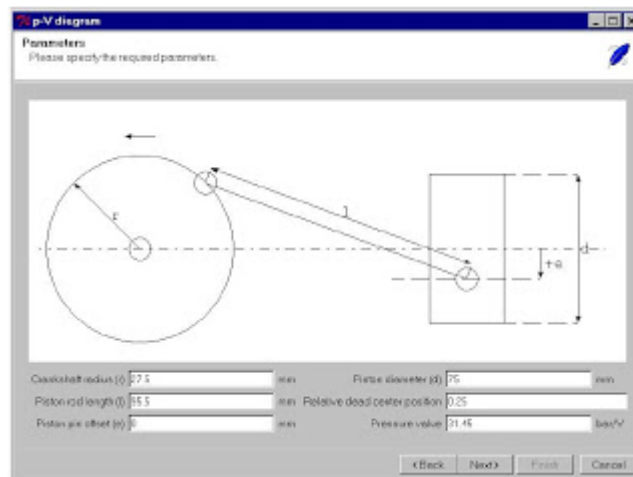 p-V diagram
Parameters
Please specify the required parameters.
r
l
+e
d
Crankshaft radius (r) 27.5 mm
Piston diameter (d) 75 mm
Piston rod length (l) 95.5 mm
Relative dead center position 0.25
Piston pin offset (e) 0 mm
Pressure value 31.45 bar/V
<Back
Next>
Finish
Cancel